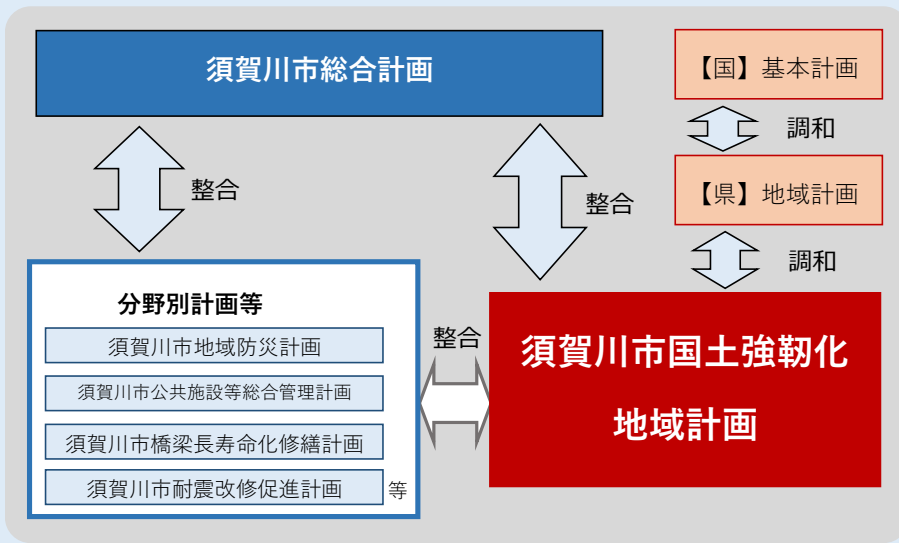 須賀川市総合計画
【国】基本計画
調和
【県】地域計画
整合
整合
調和
分野別計画等
須賀川市地域防災計画
須賀川市公共施設等総合管理計画
須賀川市橋梁長寿命化修繕計画
須賀川市耐震改修促進計画
等
整合
須賀川市国土強靭化
地域計画